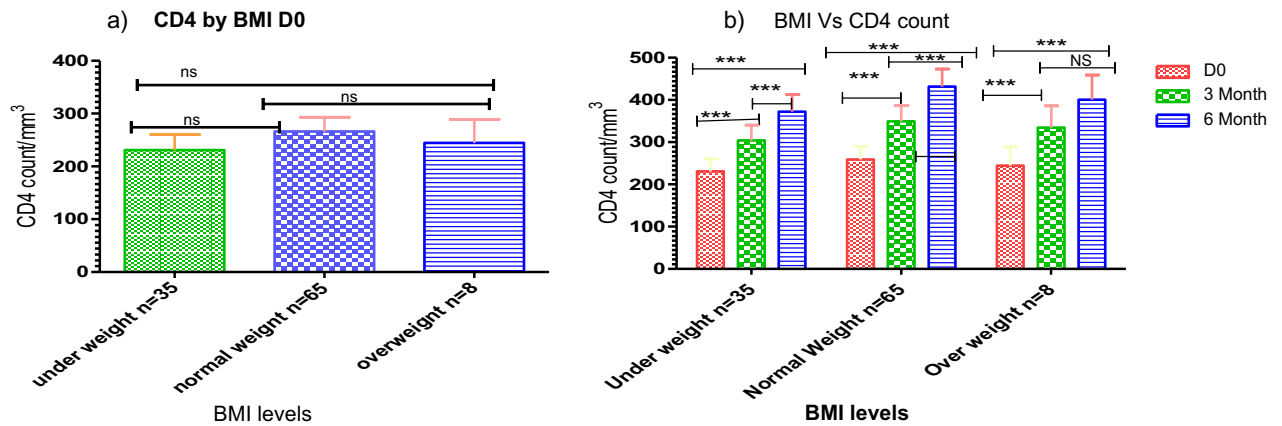 a) CD4 by BMI D0
CD4 count/mm³
400
300
200
100
0
ns
ns
ns
under weight n=35
normal weignt n=65
overweignt n=8
BMI levels
b) BMI Vs CD4 count
CD4 count/mm³
500
400
300
200
100
0
***
***
***
***
***
***
***
***
NS
Under weight n=35
Normal Weight n=65
Over weight n=8
BMI levels
D0
3 Month
6 Month